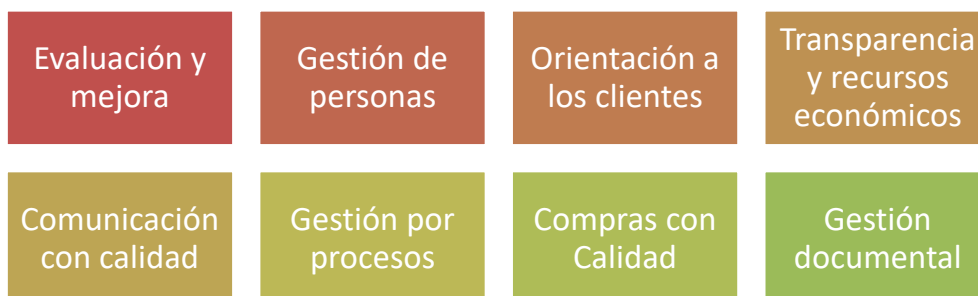 Evaluación y
mejora
Gestión de
personas
Orientación a
los clientes
Transparencia
y recursos
económicos
Comunicación
con calidad
Gestión por
procesos
Compras con
Calidad
Gestión
documental